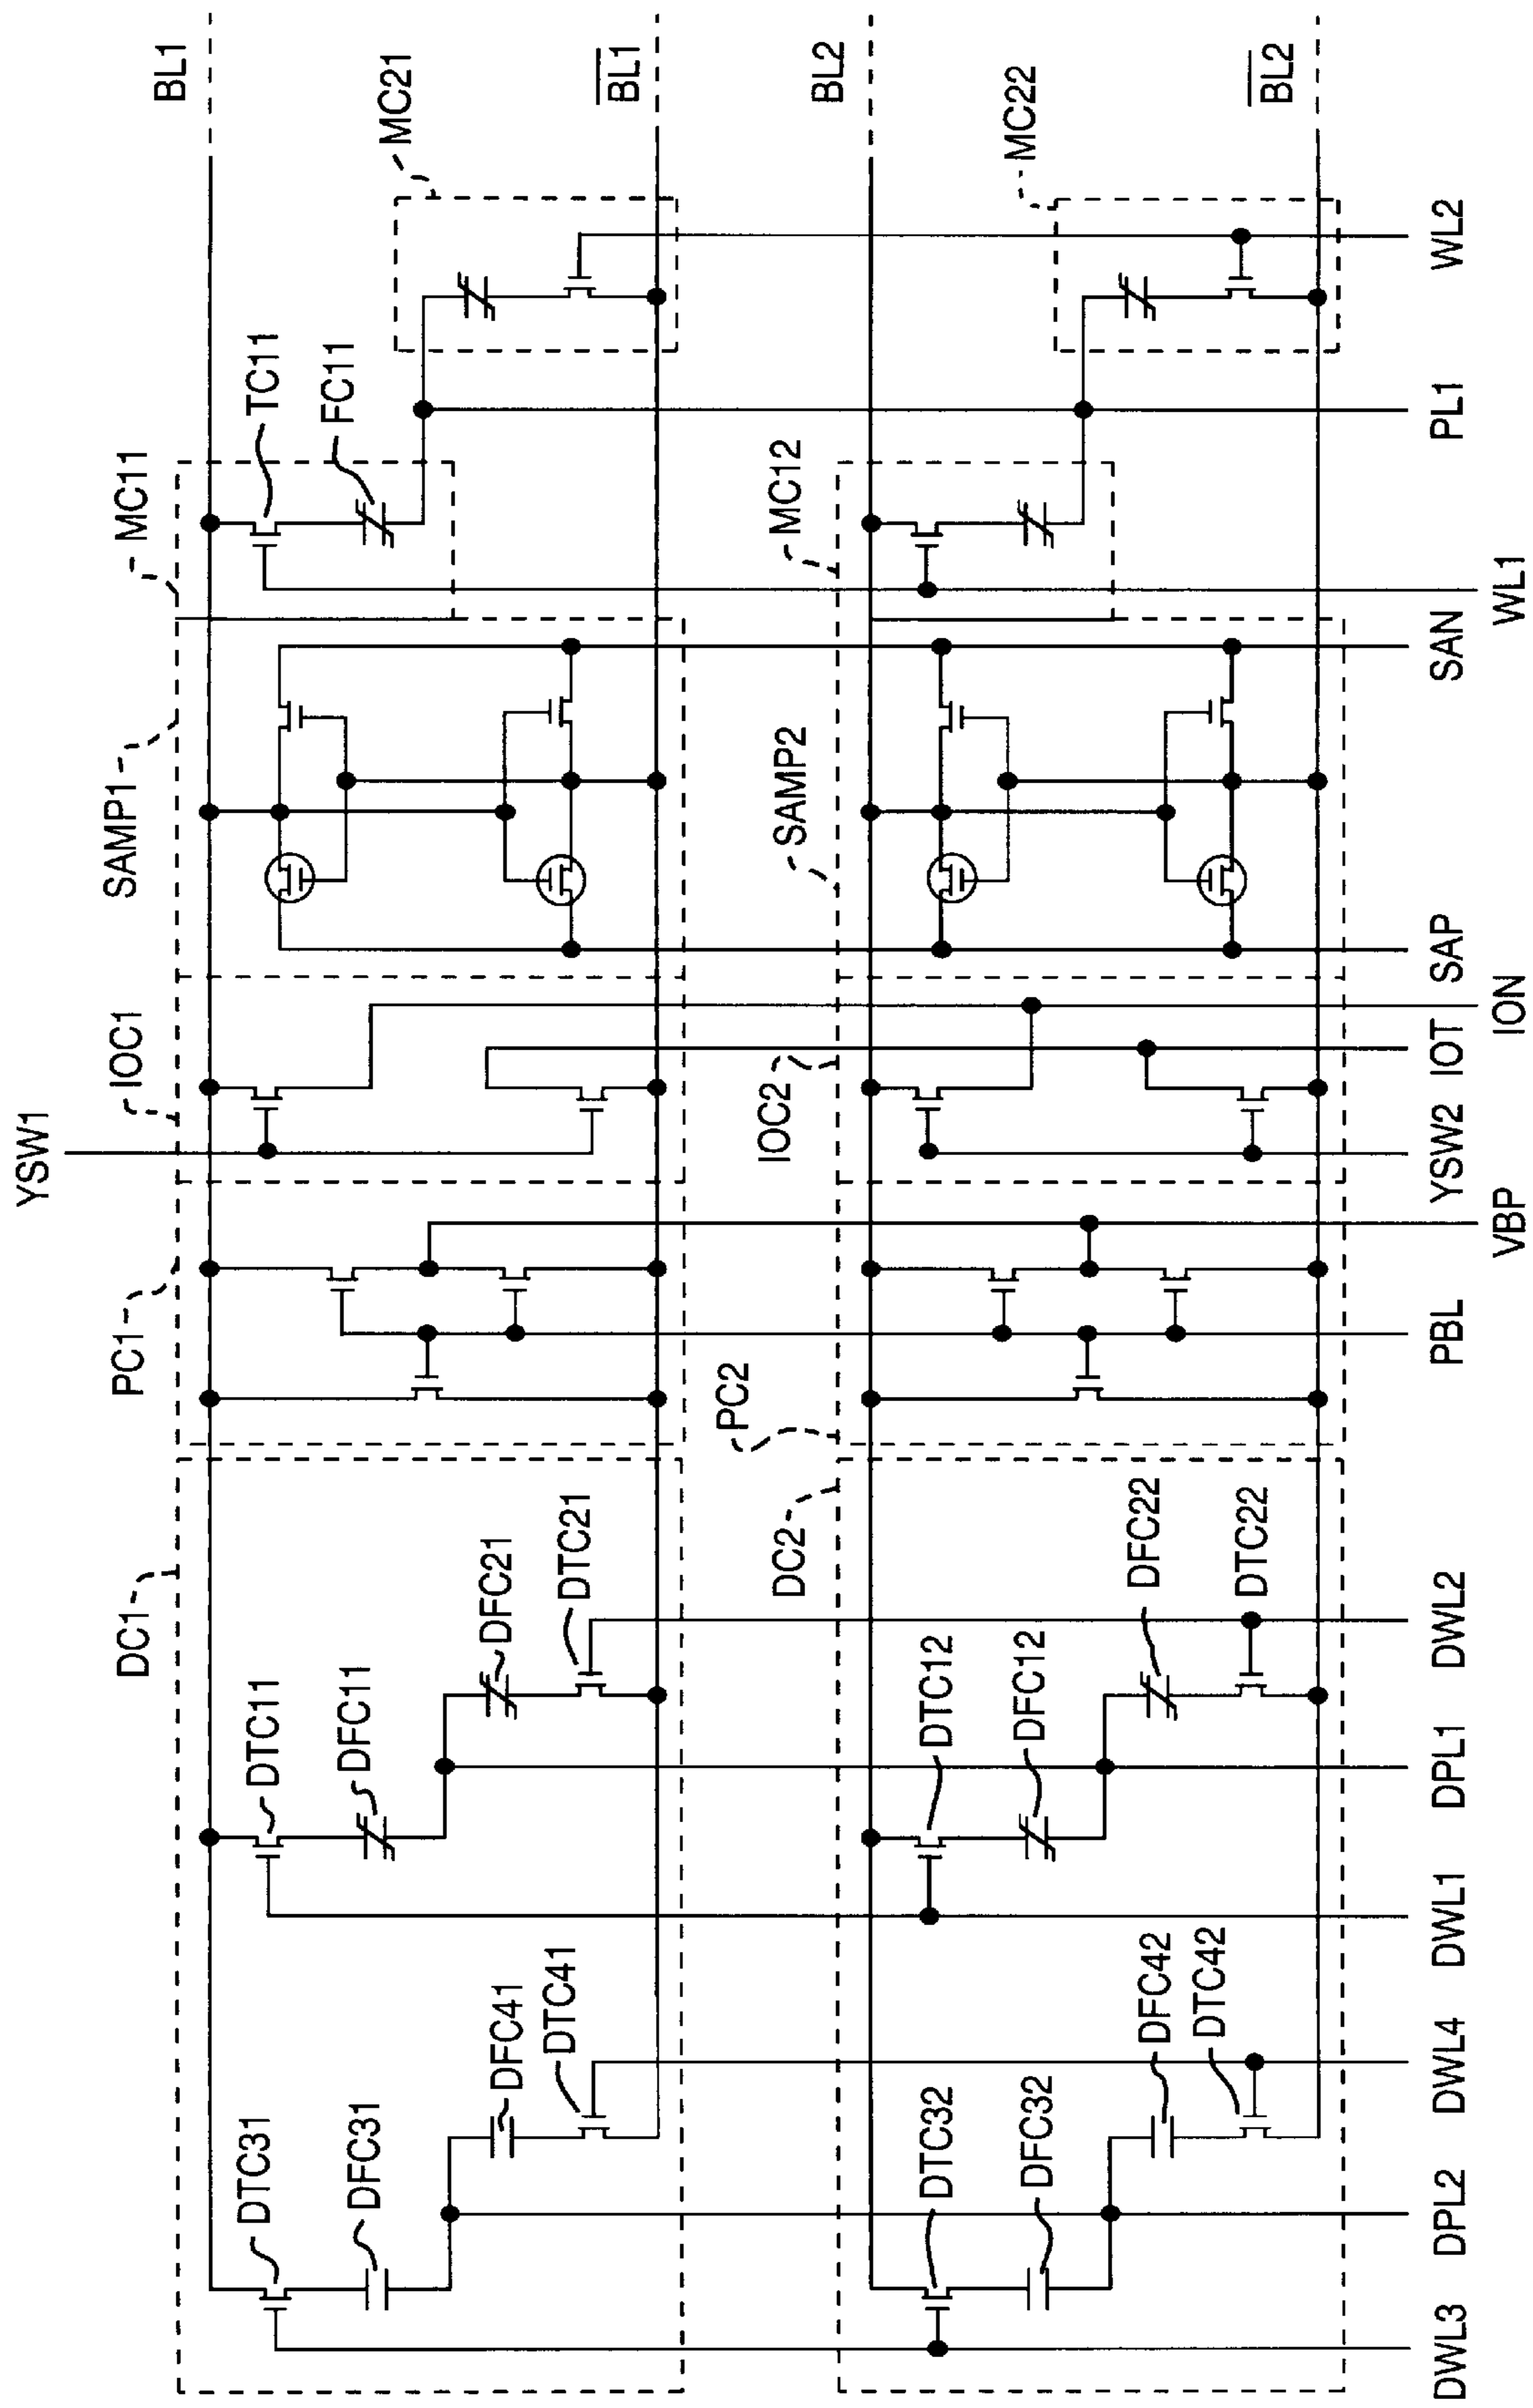 BL1
BL1
BL2
BL2
MC21
MC22
WL2
TC11
FC11
PL1
MC11
MC12
WL1
SAN
SAMP1
SAMP2
SAP
ION
IOC1
IOC2
IOT
YSW1
YSW2
VBP
PC1
PC2
PBL
DC1
DC2
DFC21
DTC21
DFC22
DTC22
DWL2
DTC11
DFC11
DTC12
DFC12
DPL1
DWL1
DFC41
DTC41
DFC42
DTC42
DWL4
DTC31
DFC31
DTC32
DFC32
DPL2
DWL3